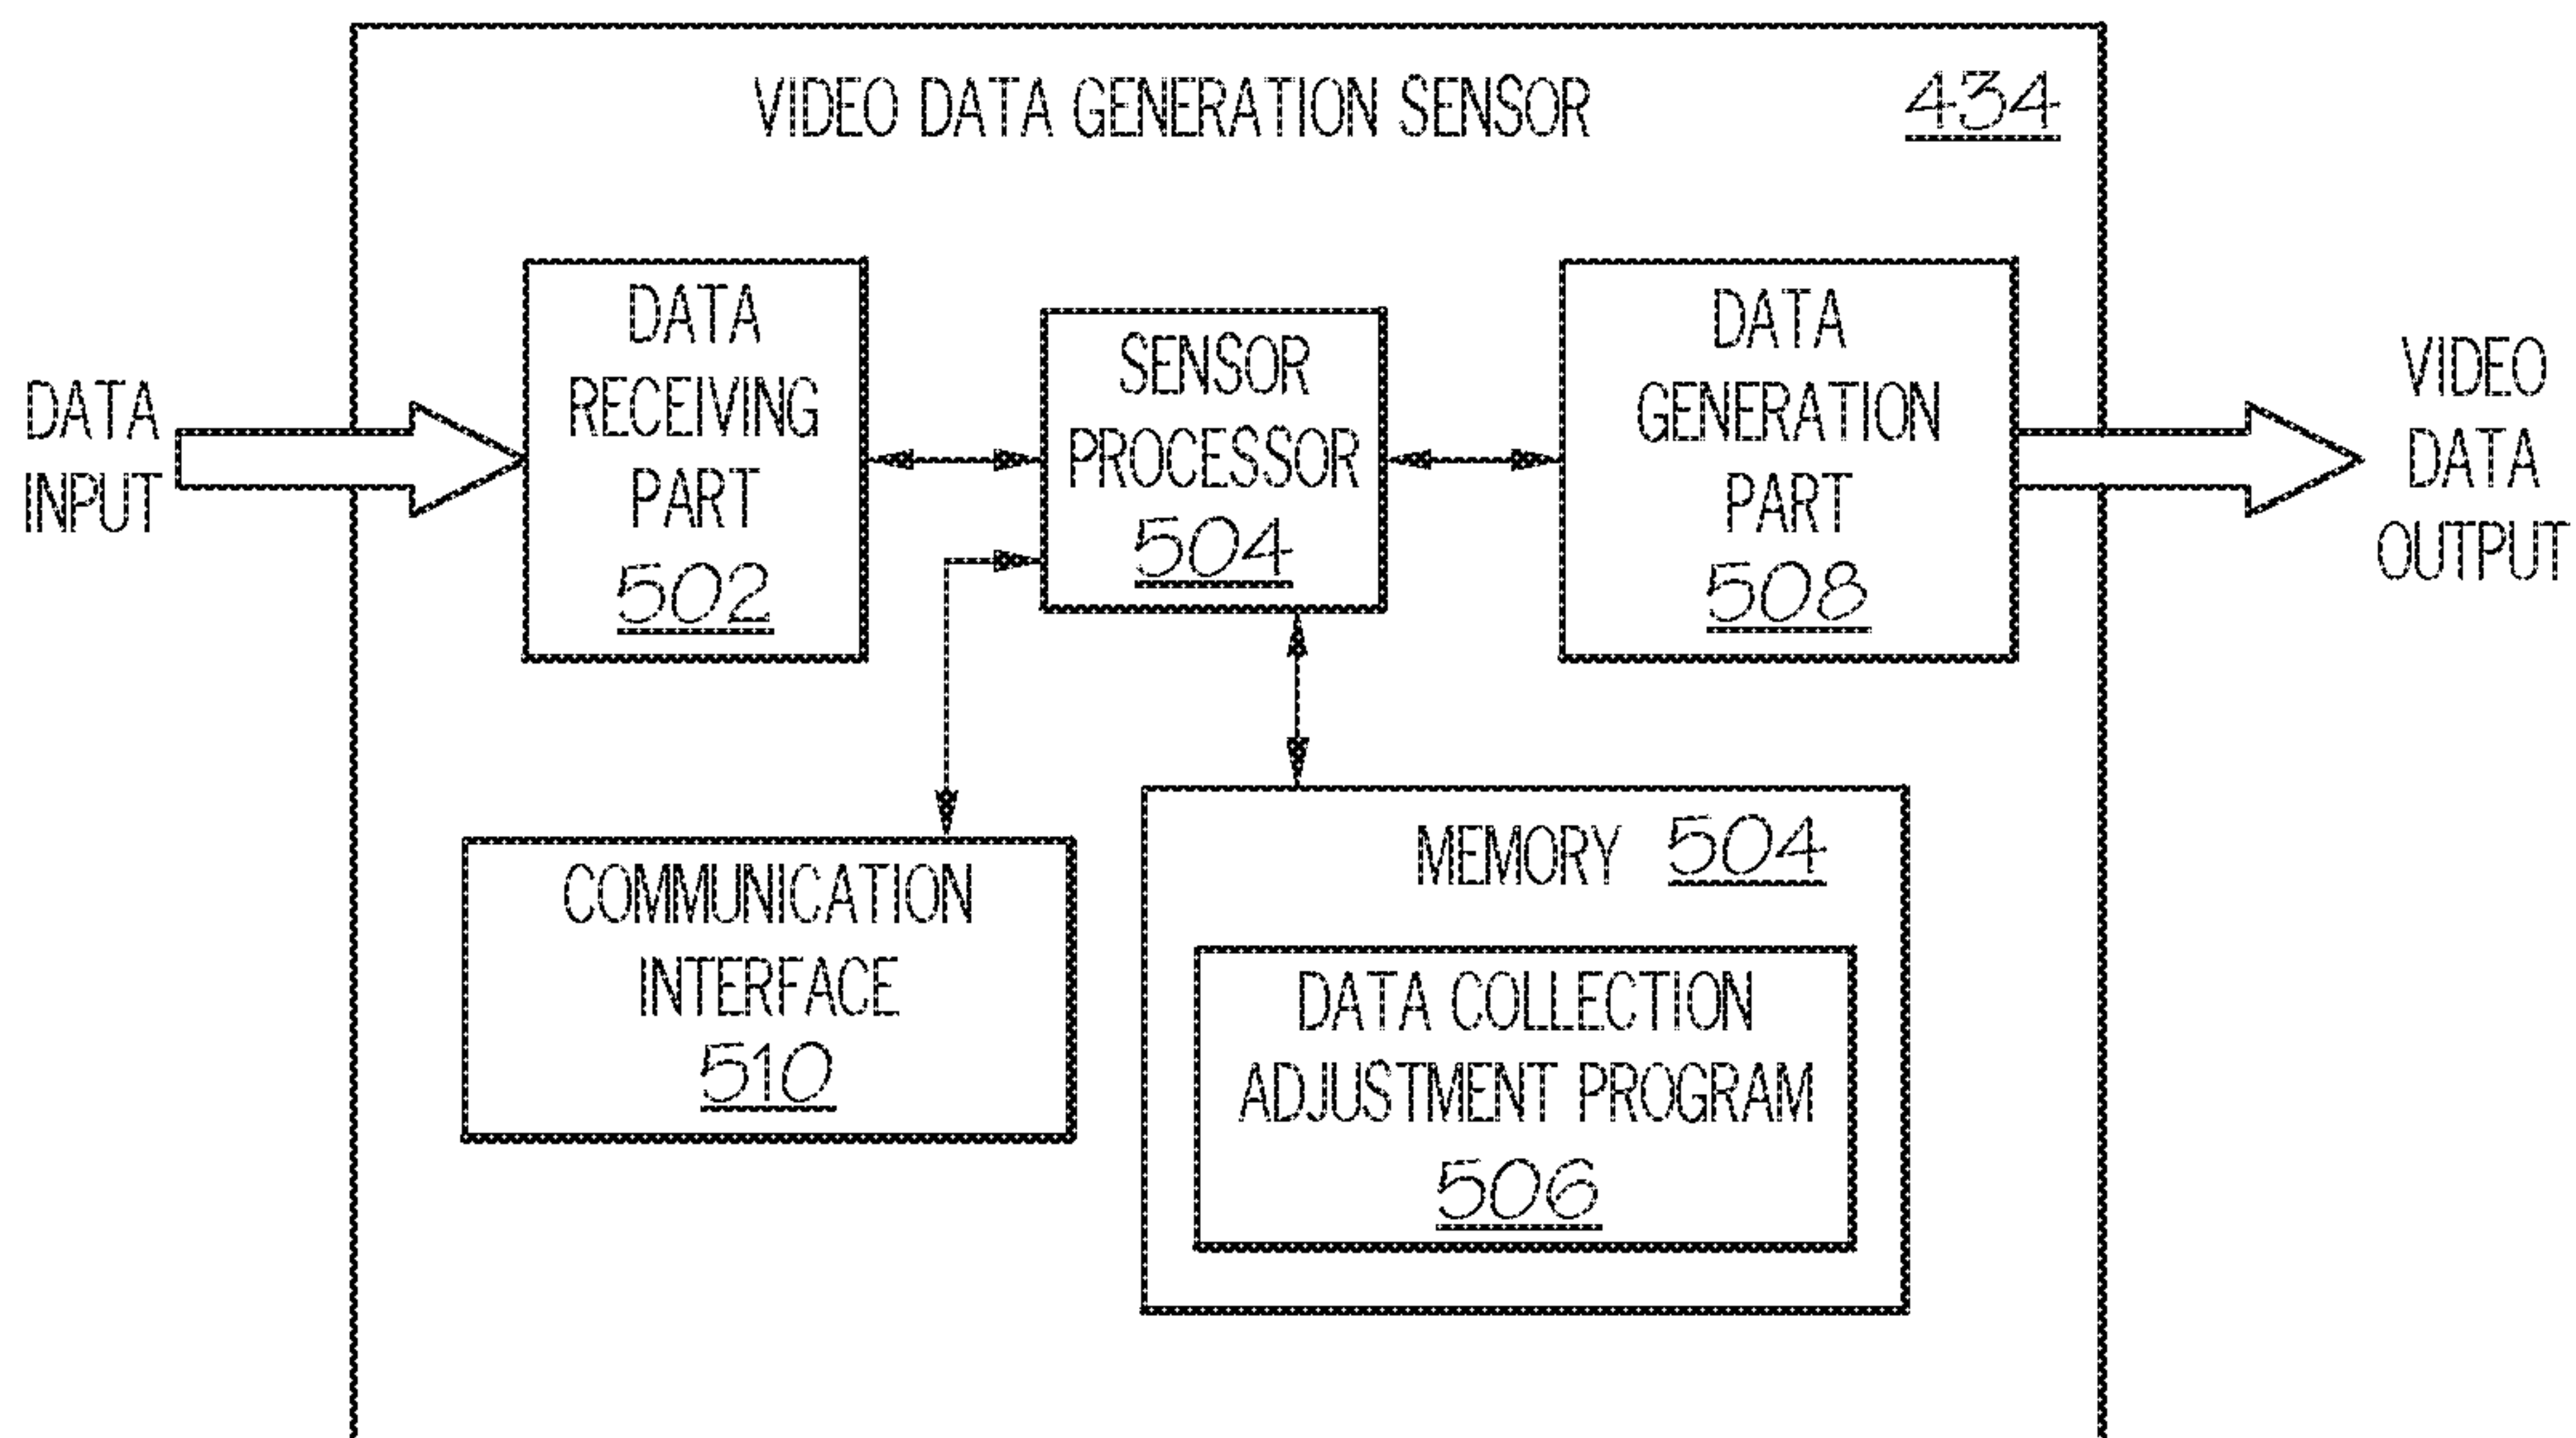 VIDEO DATA GENERATION SENSOR
434
DATA
INPUT
DATA
RECEIVING
PART
502
SENSOR
PROCESSOR
504
DATA
GENERATION
PART
508
VIDEO
DATA
OUTPUT
COMMUNICATION
INTERFACE
510
MEMORY 504
DATA COLLECTION
ADJUSTMENT PROGRAM
506